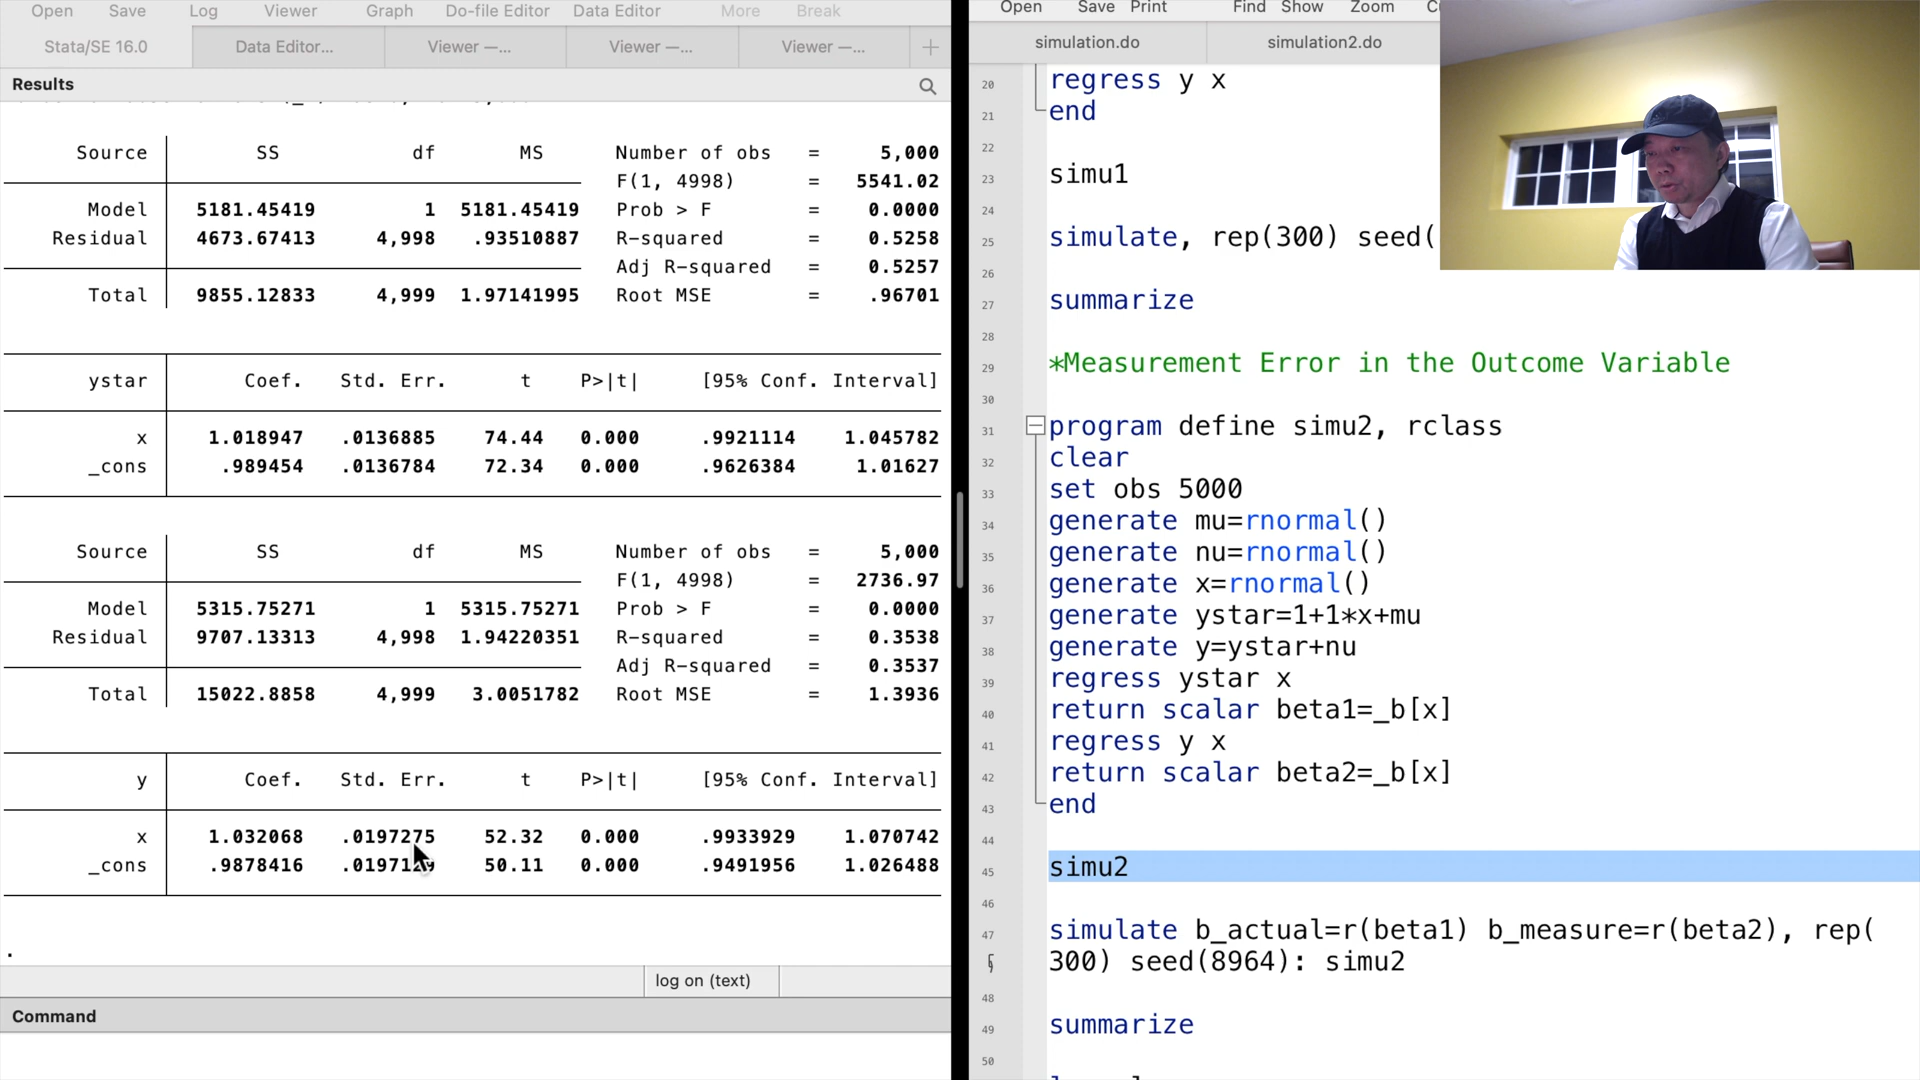 Open Save Log Viewer Graph Do-file Editor Data Editor More Break
Stata/SE 16.0 Data Editor... Viewer —... Viewer —... Viewer —...
Results
Source SS df MS Number of obs = 5,000
F(1, 4998) = 5541.02
Model 5181.45419 1 5181.45419 Prob > F = 0.0000
Residual 4673.67413 4,998 .93510887 R-squared = 0.5258
Adj R-squared = 0.5257
Total 9855.12833 4,999 1.97141995 Root MSE = .96701
ystar Coef. Std. Err. t P>|t| [95% Conf. Interval]
x 1.018947 .0136885 74.44 0.000 .9921114 1.045782
_cons .989454 .0136784 72.34 0.000 .9626384 1.01627
Source SS df MS Number of obs = 5,000
F(1, 4998) = 2736.97
Model 5315.75271 1 5315.75271 Prob > F = 0.0000
Residual 9707.13313 4,998 1.94220351 R-squared = 0.3538
Adj R-squared = 0.3537
Total 15022.8858 4,999 3.0051782 Root MSE = 1.3936
y Coef. Std. Err. t P>|t| [95% Conf. Interval]
x 1.032068 .0197275 52.32 0.000 .9933929 1.070742
_cons .9878416 50.11 0.000 .9491956 1.026488
.
log on (text)
Command
Open Save Print Find Show Zoom
simulation.do simulation2.do
20 regress y x
21 end
22
23 simu1
24
25 simulate, rep(300) seed(
26
27 summarize
28
29 *Measurement Error in the Outcome Variable
30
31 program define simu2, rclass
32 clear
33 set obs 5000
34 generate mu=rnormal()
35 generate nu=rnormal()
36 generate x=rnormal()
37 generate ystar=1+1*x+mu
38 generate y=ystar+nu
39 regress ystar x
40 return scalar beta1=_b[x]
41 regress y x
42 return scalar beta2=_b[x]
43 end
44
45 simu2
46
47 simulate b_actual=r(beta1) b_measure=r(beta2), rep(
300) seed(8964): simu2
48
49 summarize
50